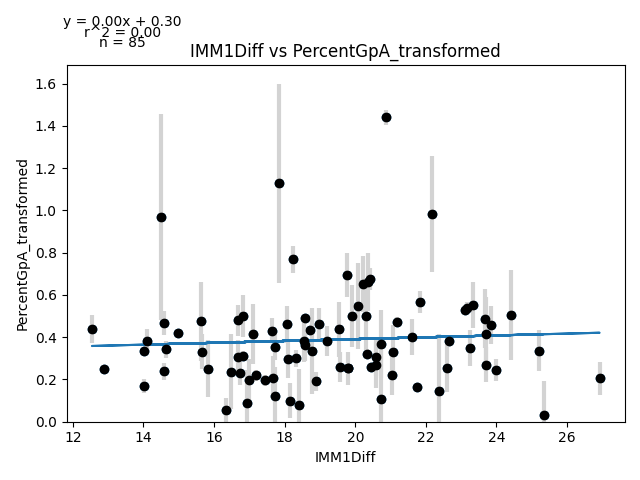 y = 0.00x + 0.30
r^2 = 0.00
n = 85
IMM1Diff vs PercentGpA_transformed
PercentGpA_transformed
1.6
1.4
1.2
1.0
0.8
0.6
0.4
0.2
0.0
12 14 16 18 20 22 24 26
IMM1Diff